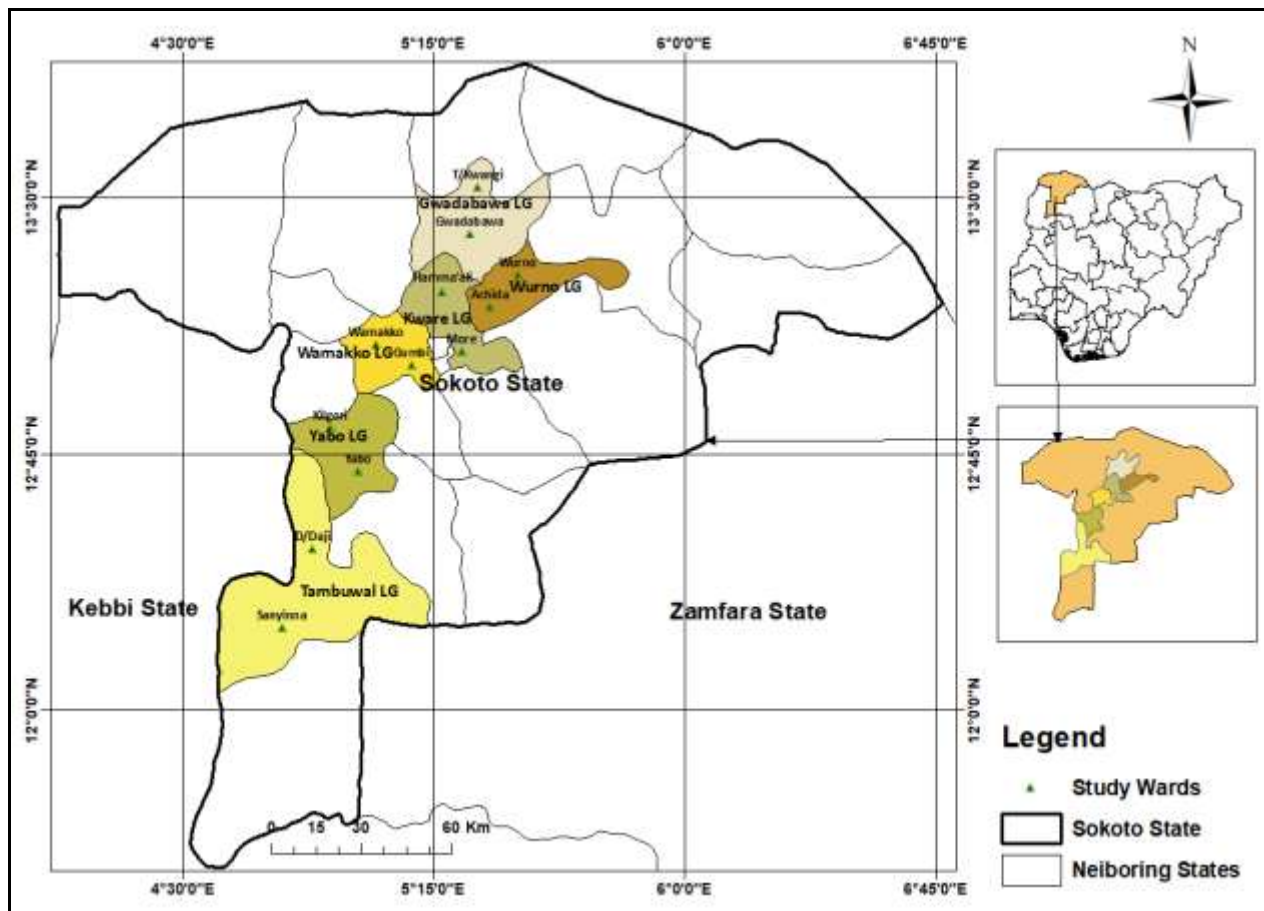 4°30'0"E
5°15'0"E
6°0'0"E
6°45'0"E
N
13°30'0"N
13°30'0"N
T/Kwangi
Gwadabawa LG
Gwadabawa
Wurno
Wurno LG
Hamma'ali
Achida
Kware LG
Wamakko
More
Wamakko LG
Gumbi
Sokoto State
Kilgori
Yabo LG
Yabo
12°45'0"N
12°45'0"N
D/Daji
Tambuwal LG
Kebbi State
Sanyinna
Zamfara State
12°0'0"N
12°0'0"N
Legend
Study Wards
Sokoto State
Neiboring States
0 15 30 60 Km
4°30'0"E
5°15'0"E
6°0'0"E
6°45'0"E